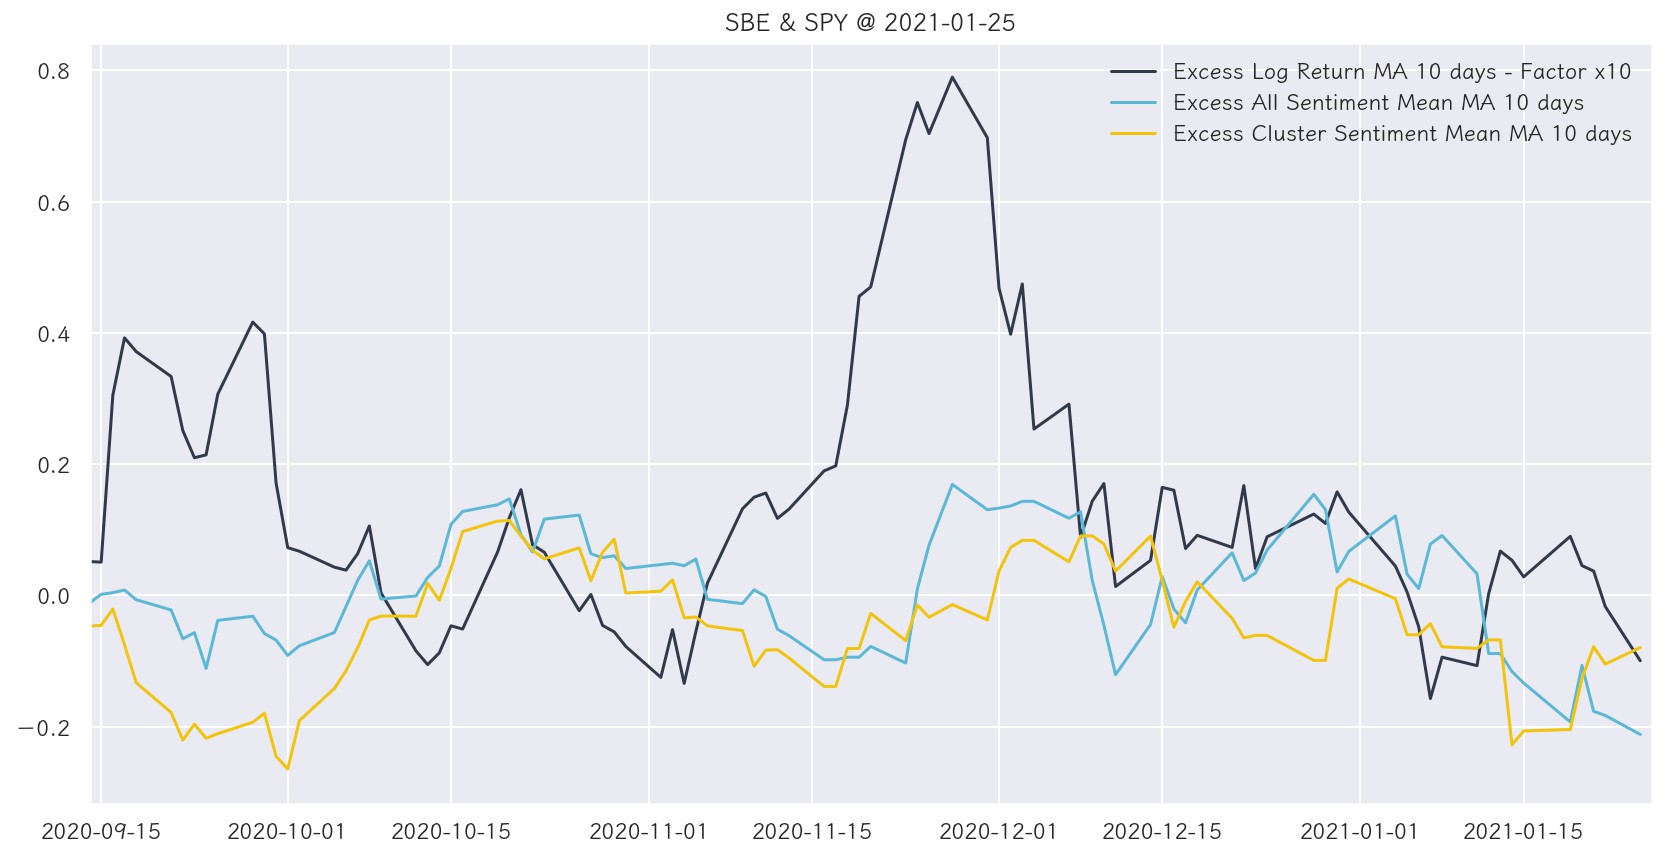 SBE & SPY @ 2021-01-25
Excess Log Return MA 10 days - Factor x10
Excess All Sentiment Mean MA 10 days
Excess Cluster Sentiment Mean MA 10 days
0.8
0.6
0.4
0.2
0.0
−0.2
2020-09-15 2020-10-01 2020-10-15 2020-11-01 2020-11-15 2020-12-01 2020-12-15 2021-01-01 2021-01-15